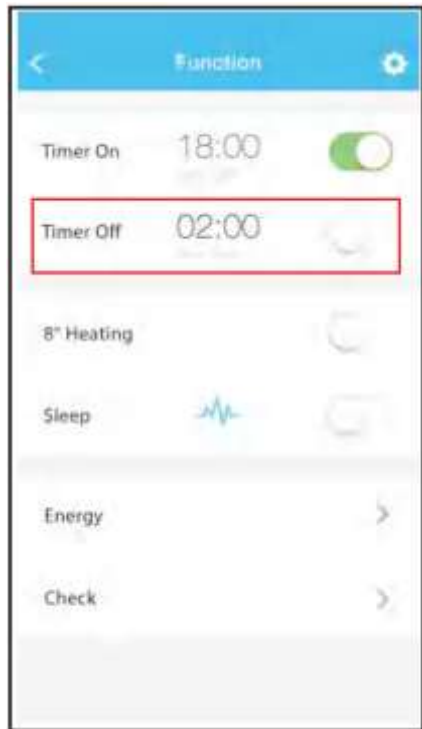 Function
Timer On 18:00
Timer Off 02:00
8° Heating
Sleep
Energy
Check